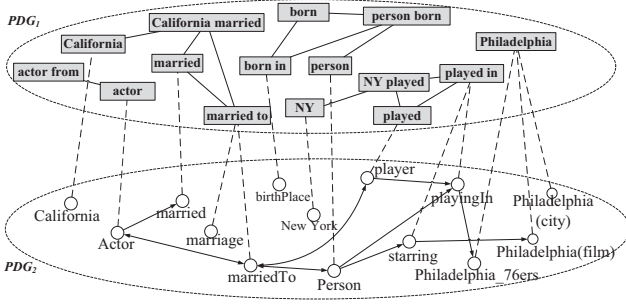 PDG1
born
California married
person born
California
Philadelphia
married
born in
person
actor from
actor
NY played
played in
NY
married to
played
player
married
birthPlace
playingIn
Philadelphia
(city)
California
New York
Actor
marriage
starring
Philadelphia(film)
marriedTo
Person
Philadelphia_76ers
PDG2